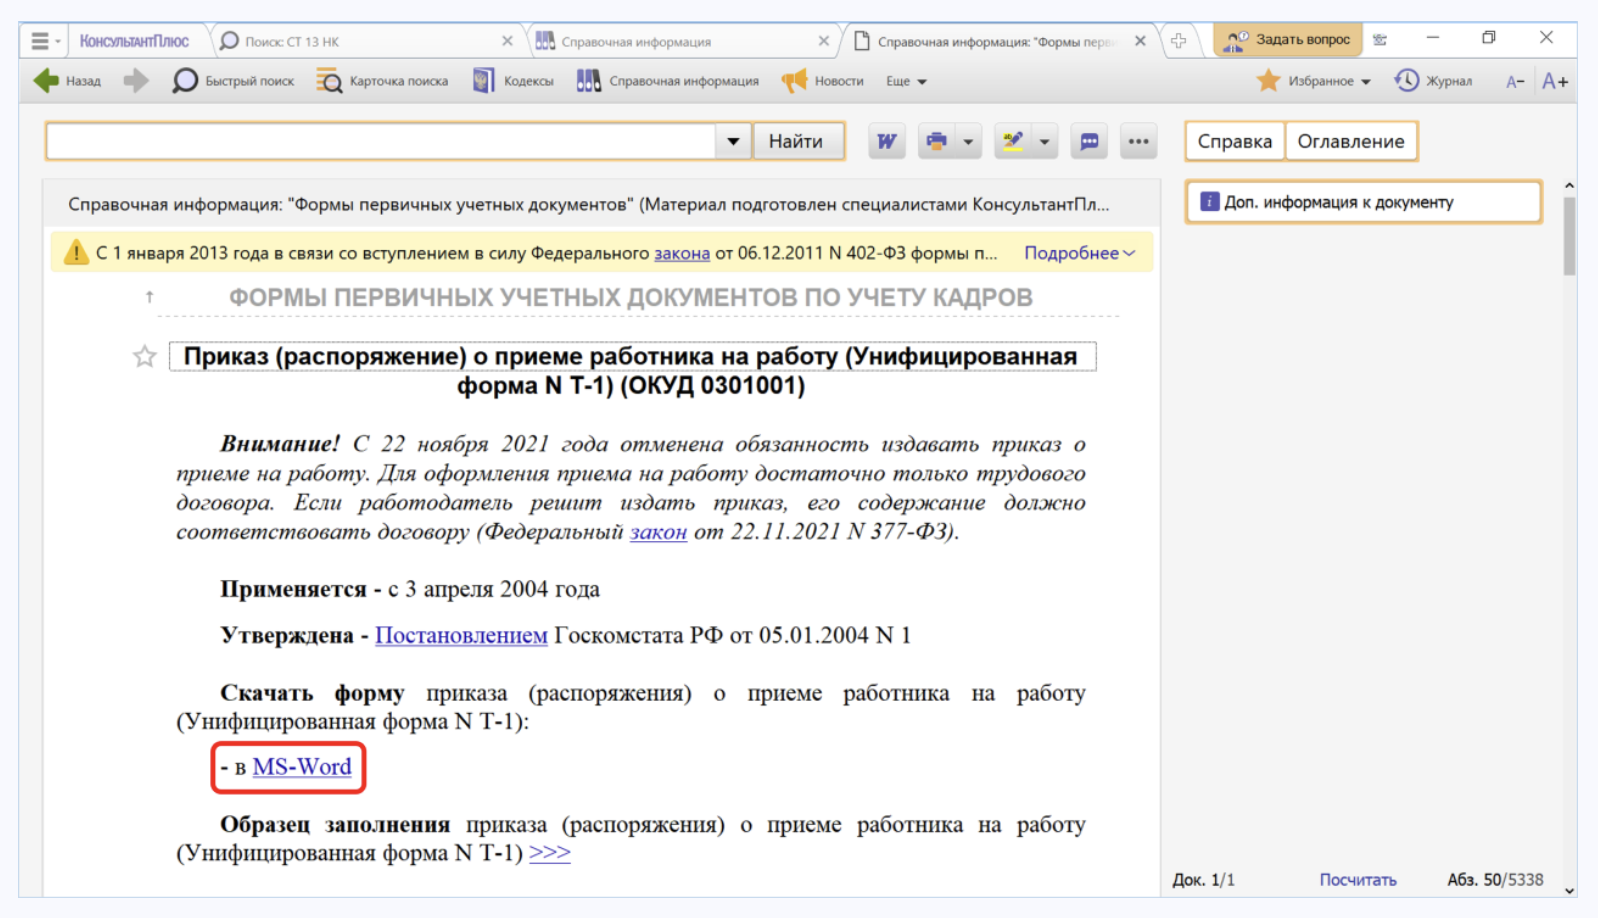 КонсультантПлюс
Поиск: СТ 13 НК
Справочная информация
Справочная информация: "Формы перви
Задать вопрос
Назад
Быстрый поиск
Карточка поиска
Кодексы
Справочная информация
Новости
Еще
Избранное
Журнал
А−
А+
Найти
W
Справка
Оглавление
Справочная информация: "Формы первичных учетных документов" (Материал подготовлен специалистами КонсультантПл...
i Доп. информация к документу
С 1 января 2013 года в связи со вступлением в силу Федерального закона от 06.12.2011 N 402-ФЗ формы п... Подробнее
ФОРМЫ ПЕРВИЧНЫХ УЧЕТНЫХ ДОКУМЕНТОВ ПО УЧЕТУ КАДРОВ
Приказ (распоряжение) о приеме работника на работу (Унифицированная
форма N Т-1) (ОКУД 0301001)
Внимание! С 22 ноября 2021 года отменена обязанность издавать приказ о
приеме на работу. Для оформления приема на работу достаточно только трудового
договора. Если работодатель решит издать приказ, его содержание должно
соответствовать договору (Федеральный закон от 22.11.2021 N 377-ФЗ).
Применяется - с 3 апреля 2004 года
Утверждена - Постановлением Госкомстата РФ от 05.01.2004 N 1
Скачать форму приказа (распоряжения) о приеме работника на работу
(Унифицированная форма N Т-1):
- в MS-Word
Образец заполнения приказа (распоряжения) о приеме работника на работу
(Унифицированная форма N Т-1) >>>
Док. 1/1
Посчитать
Абз. 50/5338